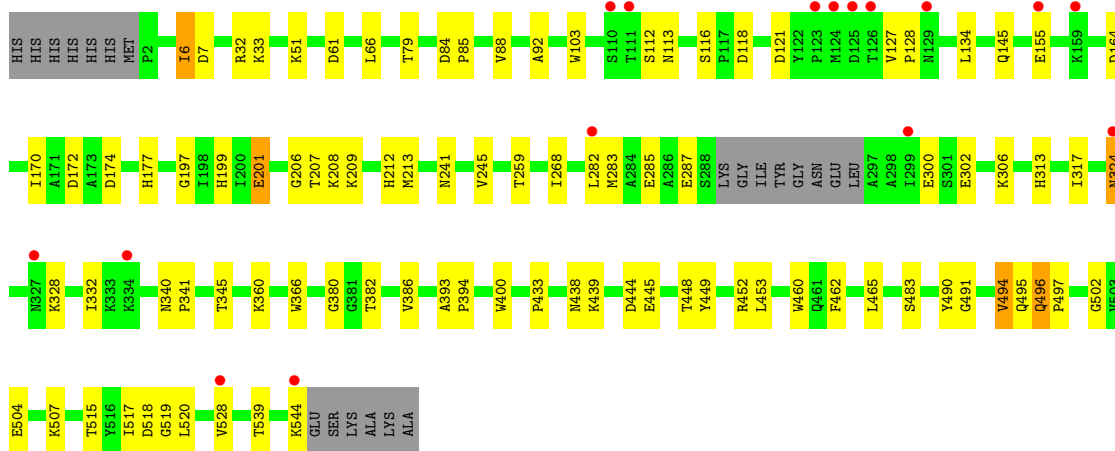 HIS HIS HIS HIS HIS HIS MET P2 I6 D7 R32 K33 K51 D61 L66 T79 D84 P85 V88 A92 W103 S110 T111 S112 N113 S116 P117 D118 D121 Y122 P123 M124 D125 T126 V127 P128 N129 L134 Q145 E155 K159 D164
I170 A171 D172 A173 D174 H177 G197 I198 H199 I200 E201 G206 T207 K208 K209 H212 M213 N241 V245 T259 I268 L282 M283 A284 E285 A286 E287 S288 LYS GLY ILE TYR GLY ASN GLU LEU A297 A298 I299 E300 S301 E302 K306 H313 I317 N324
N327 K328 I332 K333 K334 N340 P341 T345 K360 W366 G380 G381 T382 V386 A393 P394 W400 P433 N438 K439 D444 E445 T448 Y449 R452 L453 W460 Q461 F462 L465 S483 Y490 G491 V494 Q495 Q496 P497 G502 V503
E504 K507 T515 Y516 I517 D518 G519 L520 V528 T539 K544 GLU SER LYS ALA LYS ALA